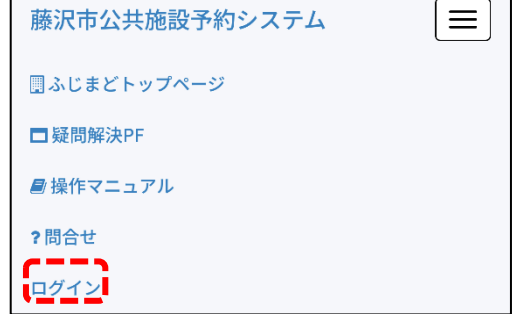 藤沢市公共施設予約システム
ふじまどトップページ
疑問解決PF
操作マニュアル
?問合せ
ログイン